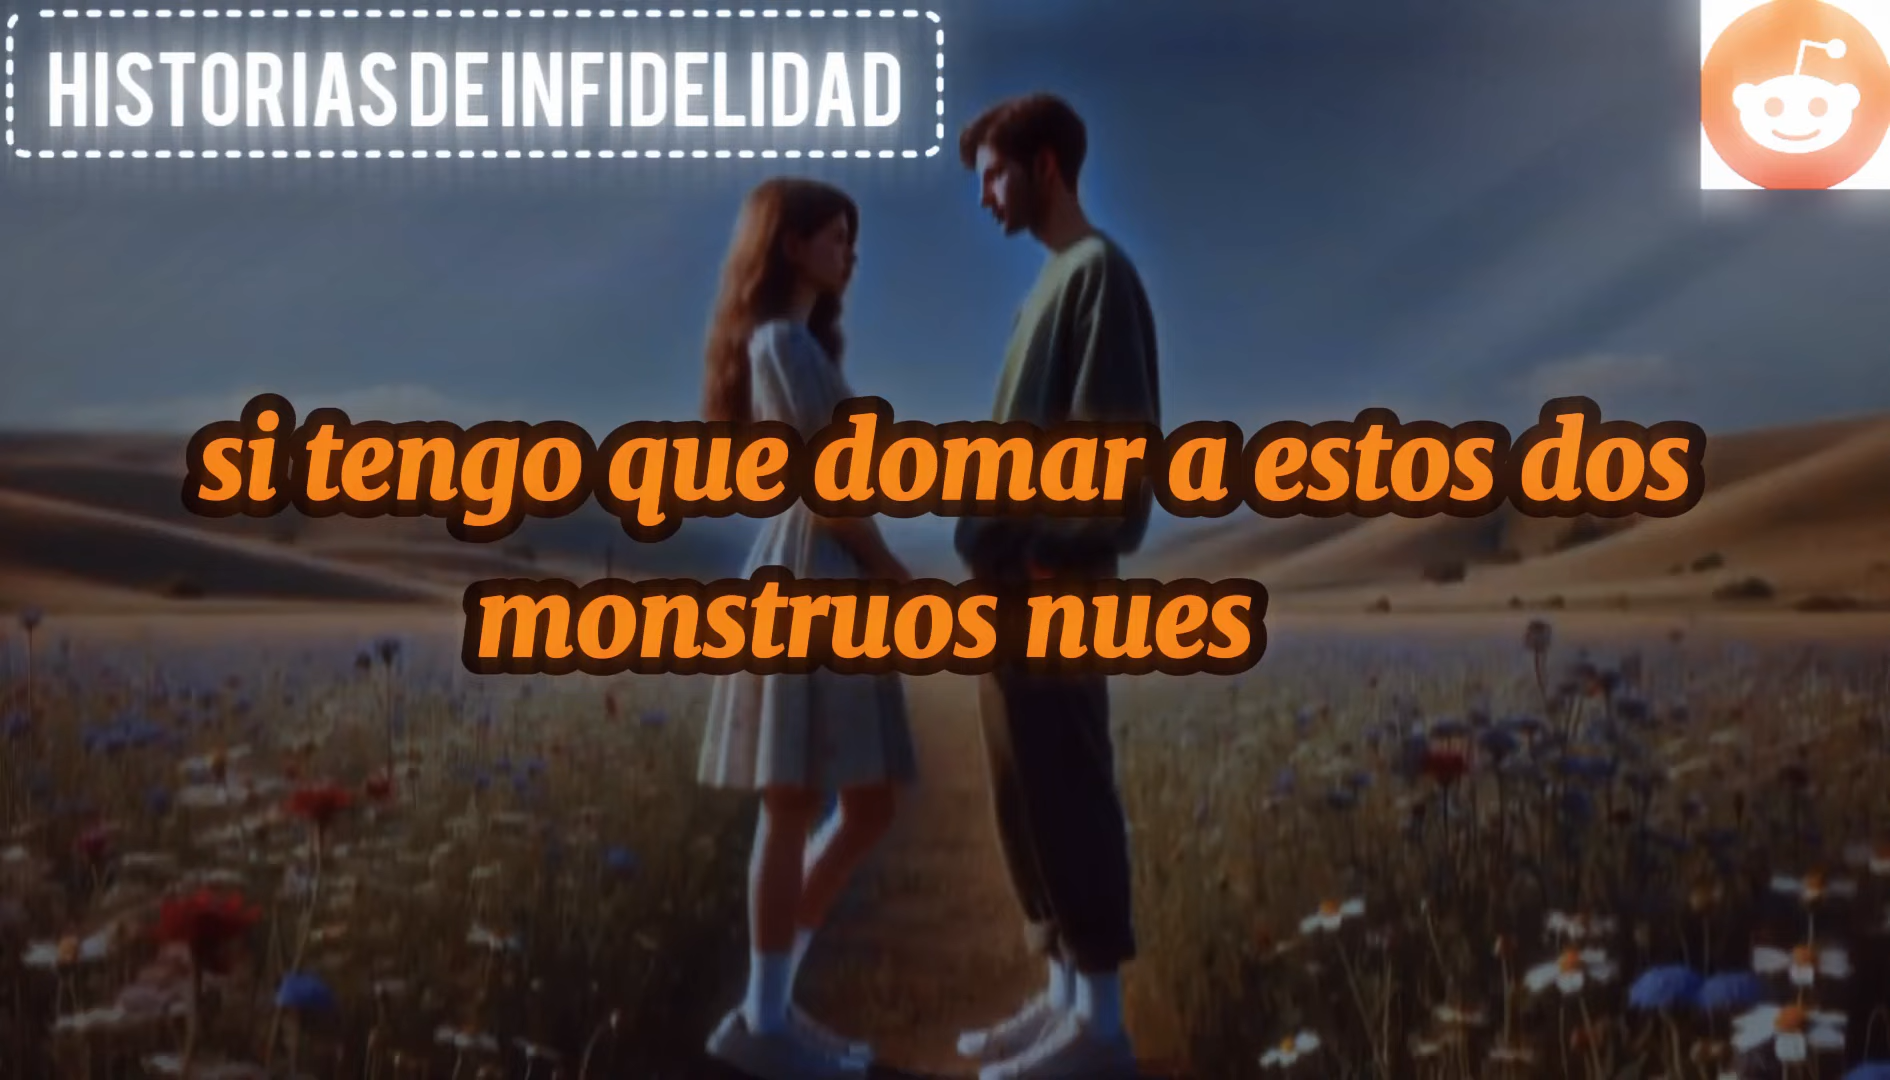 HISTORIAS DE INFIDELIDAD
si tengo que domar a estos dos
monstruos nues